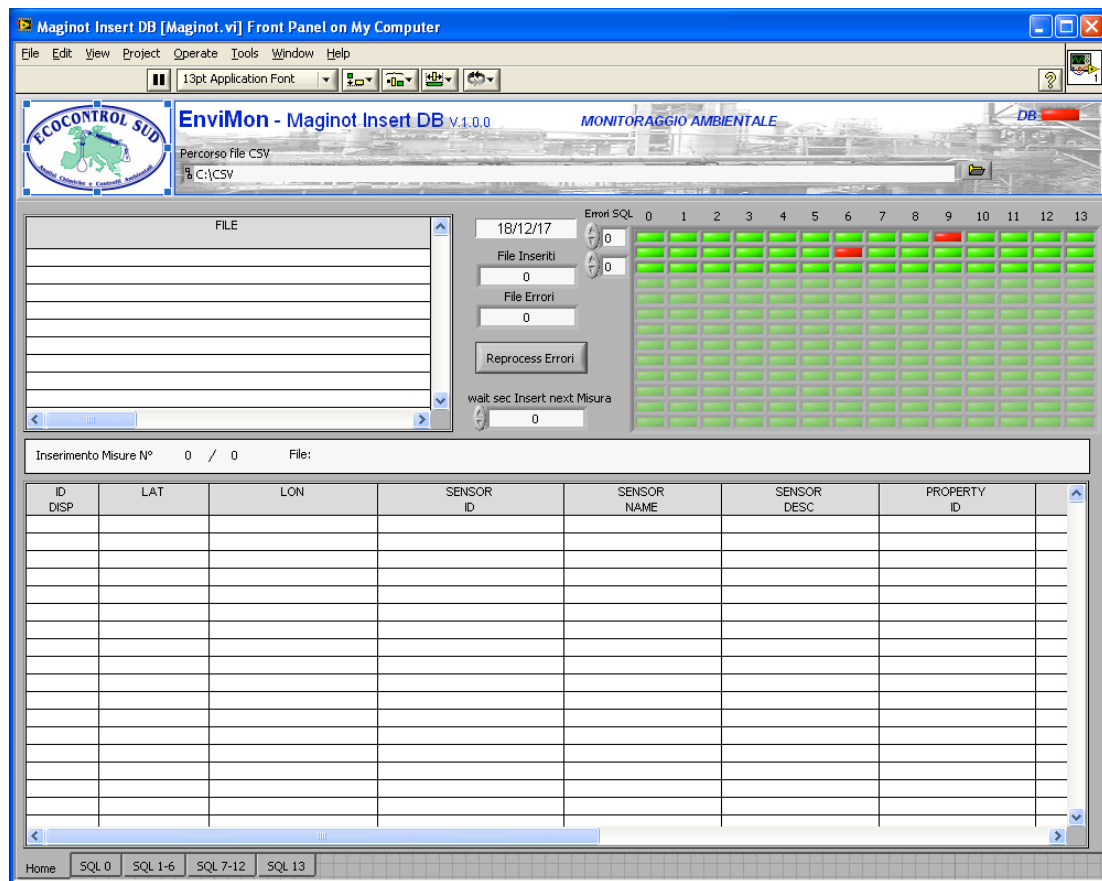 Maginot Insert DB [Maginot.vi] Front Panel on My Computer
File Edit View Project Operate Tools Window Help
13pt Application Font
1
ECOCONTROL SUD
Analisi Chimiche e Controlli Ambientali
EnviMon - Maginot Insert DB V.1.0.0
MONITORAGGIO AMBIENTALE
DB
Percorso file CSV
C:\CSV
FILE
18/12/17
File Inseriti
0
File Errori
0
Reprocess Errori
wait sec Insert next Misura
0
Errori SQL 0 1 2 3 4 5 6 7 8 9 10 11 12 13
0
0
Inserimento Misure N° 0 / 0 File:
ID DISP LAT LON SENSOR ID SENSOR NAME SENSOR DESC PROPERTY ID
Home SQL 0 SQL 1-6 SQL 7-12 SQL 13